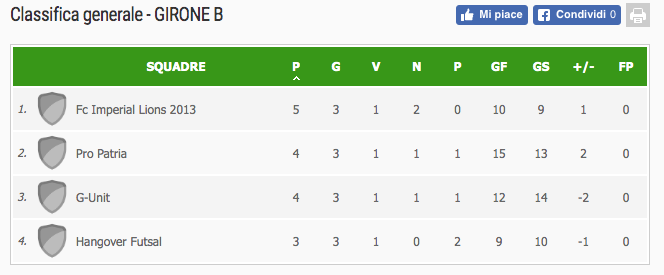 Classifica generale - GIRONE B
Mi piace
Condividi 0
SQUADRE P G V N P GF GS +/- FP
1. Fc Imperial Lions 2013 5 3 1 2 0 10 9 1 0
2. Pro Patria 4 3 1 1 1 15 13 2 0
3. G-Unit 4 3 1 1 1 12 14 -2 0
4. Hangover Futsal 3 3 1 0 2 9 10 -1 0